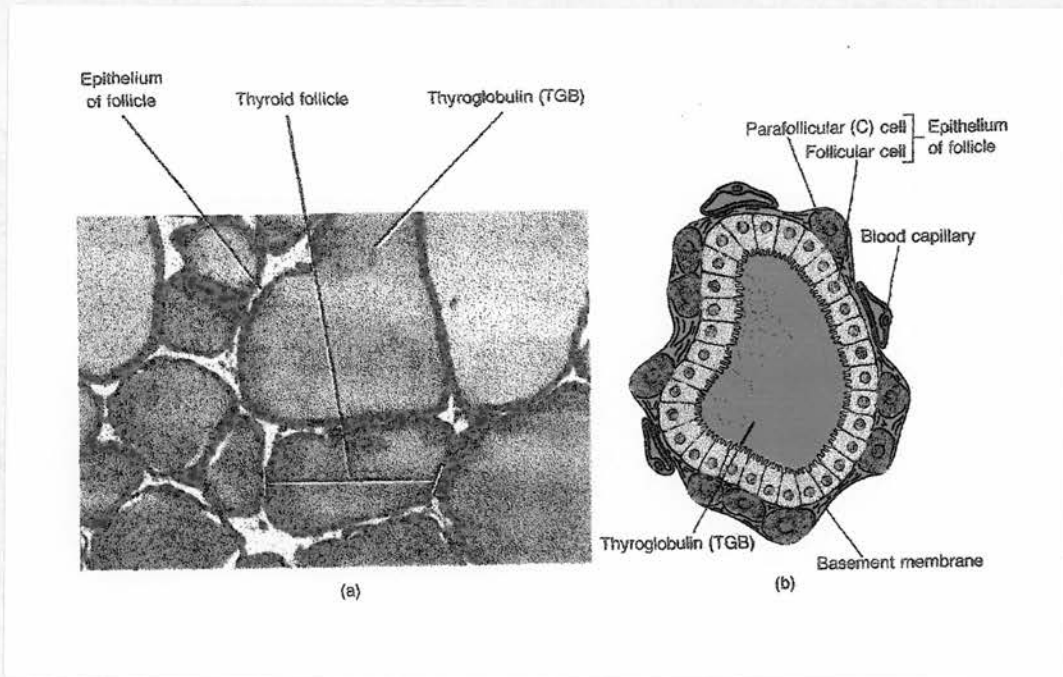 Epithelium
of follicle
Thyroid follicle
Thyroglobulin (TGB)
(a)
Parafollicular (C) cell
Follicular cell
Epithelium
of follicle
Blood capillary
Thyroglobulin (TGB)
Basement membrane
(b)